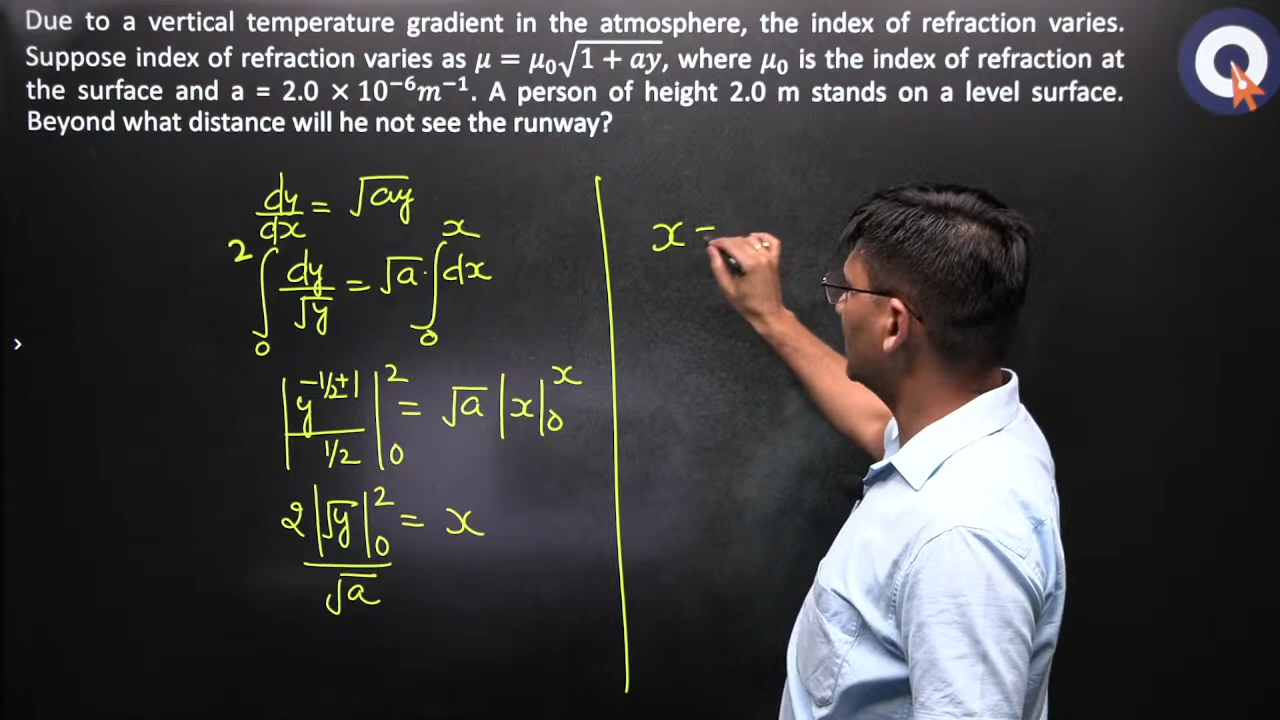 Due to a vertical temperature gradient in the atmosphere, the index of refraction varies.
Suppose index of refraction varies as μ = μ₀√(1 + ay), where μ₀ is the index of refraction at
the surface and a = 2.0 × 10⁻⁶m⁻¹. A person of height 2.0 m stands on a level surface.
Beyond what distance will he not see the runway?
dy/dx = √ay
∫₀² dy/√y = √a · ∫₀ˣ dx
|y^(-1/2+1) / 1/2|₀² = √a |x|₀ˣ
2|√y|₀² / √a = x
x =